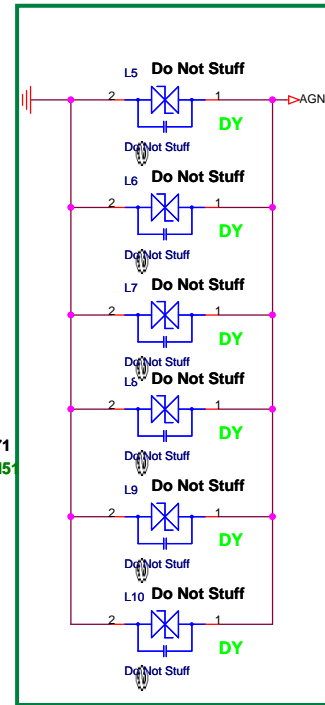 L5 Do Not Stuff
2 1 AGN
DY
Do Not Stuff
L6 Do Not Stuff
2 1
DY
Do Not Stuff
L7 Do Not Stuff
2 1
DY
Do Not Stuff
L8 Do Not Stuff
2 1
DY
Do Not Stuff
L9 Do Not Stuff
2 1
DY
Do Not Stuff
L10 Do Not Stuff
2 1
DY
Do Not Stuff